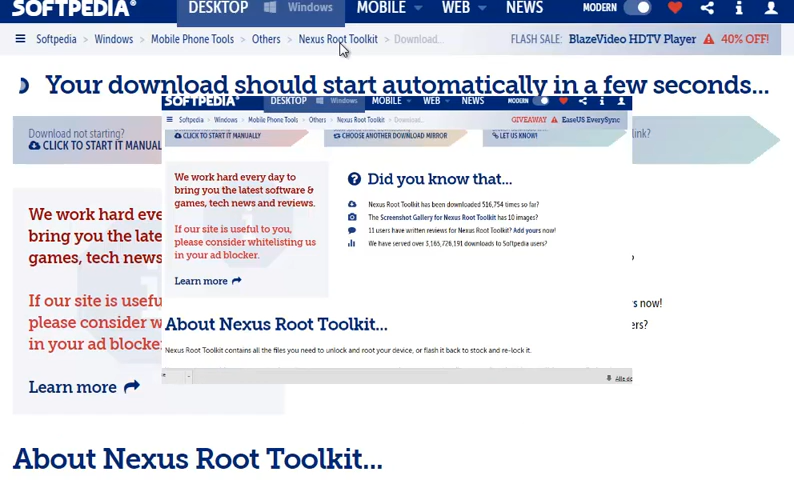 SOFTPEDIA®
DESKTOP Windows MOBILE WEB NEWS MODERN
Softpedia > Windows > Mobile Phone Tools > Others > Nexus Root Toolkit > Download... FLASH SALE: BlazeVideo HDTV Player 40% OFF!
Your download should start automatically in a few seconds...
Download not starting?
CLICK TO START IT MANUAL
link?
We work hard eve
bring you the late
games, tech news
If our site is usefu
please consider w
in your ad blocke
Learn more
now!
ers?
SOFTPEDIA®
DESKTOP Windows MOBILE WEB NEWS MODERN
Softpedia > Windows > Mobile Phone Tools > Others > Nexus Root Toolkit > Download... GIVEAWAY EaseUS EverySync
CLICK TO START IT MANUALLY
CHOOSE ANOTHER DOWNLOAD MIRROR
LET US KNOW!
We work hard every day to
bring you the latest software &
games, tech news and reviews.
If our site is useful to you,
please consider whitelisting us
in your ad blocker.
Learn more
Did you know that...
Nexus Root Toolkit has been downloaded 516,754 times so far?
The Screenshot Gallery for Nexus Root Toolkit has 10 images?
11 users have written reviews for Nexus Root Toolkit? Add yours now!
We have served over 3,165,726,191 downloads to Softpedia users?
About Nexus Root Toolkit...
Nexus Root Toolkit contains all the files you need to unlock and root your device, or flash it back to stock and re-lock it.
About Nexus Root Toolkit...